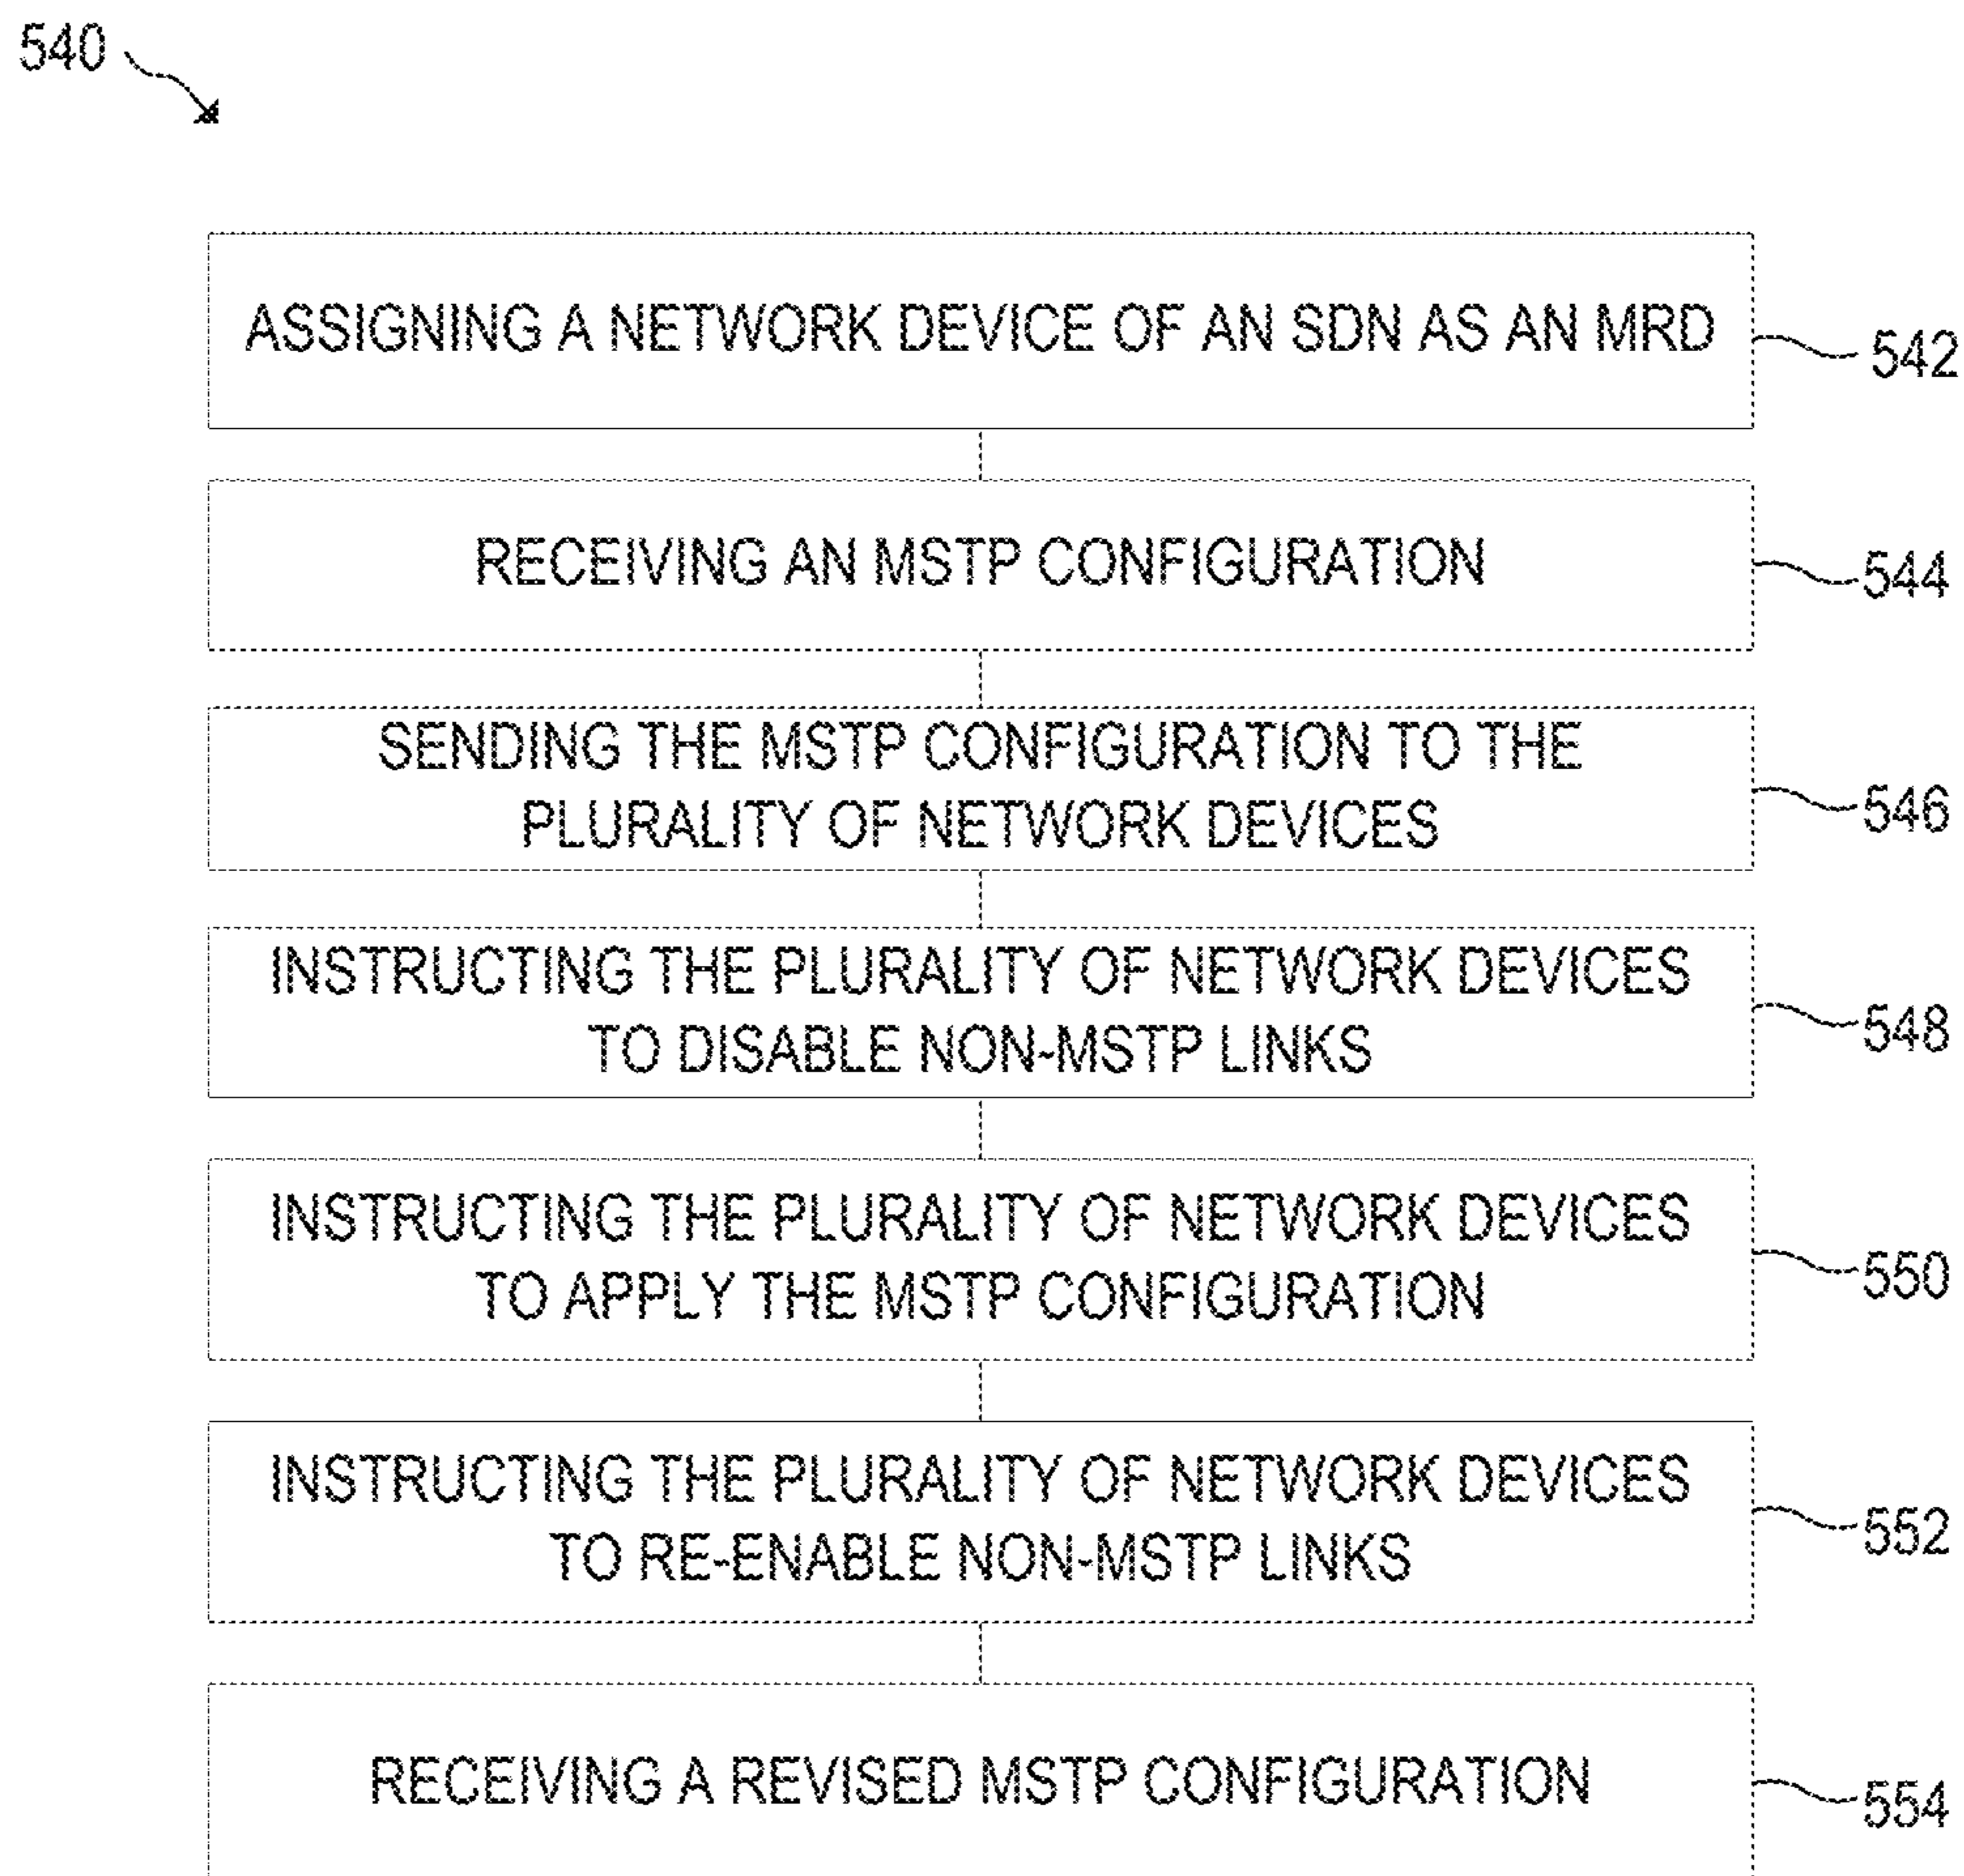 540
ASSIGNING A NETWORK DEVICE OF AN SDN AS AN MRD
542
RECEIVING AN MSTP CONFIGURATION
544
SENDING THE MSTP CONFIGURATION TO THE
PLURALITY OF NETWORK DEVICES
546
INSTRUCTING THE PLURALITY OF NETWORK DEVICES
TO DISABLE NON-MSTP LINKS
548
INSTRUCTING THE PLURALITY OF NETWORK DEVICES
TO APPLY THE MSTP CONFIGURATION
550
INSTRUCTING THE PLURALITY OF NETWORK DEVICES
TO RE-ENABLE NON-MSTP LINKS
552
RECEIVING A REVISED MSTP CONFIGURATION
554